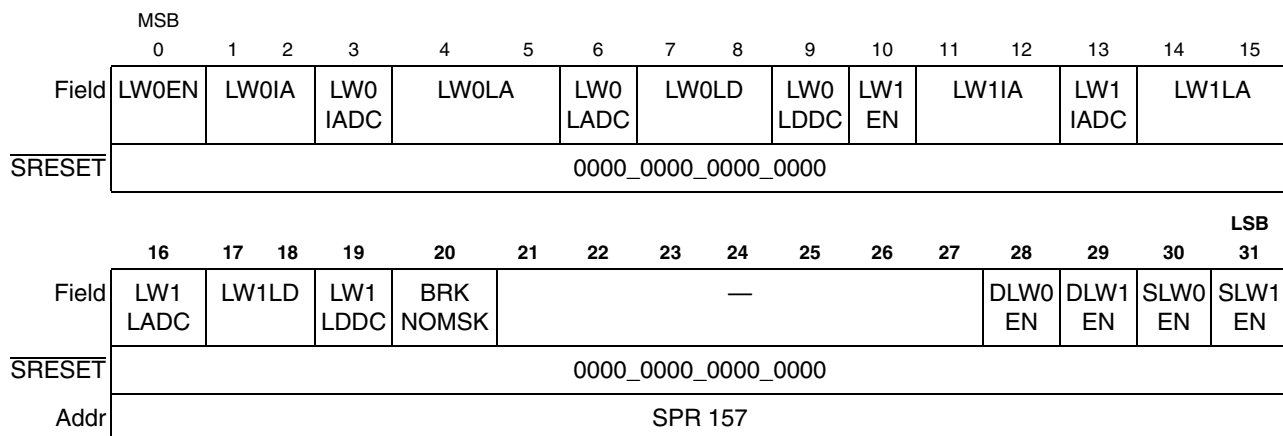 MSB
0 1 2 3 4 5 6 7 8 9 10 11 12 13 14 15
Field LW0EN LW0IA LW0 LW0LA LW0 LW0LD LW0 LW1 LW1IA LW1 LW1LA
IADC LADC LDDC EN IADC
SRESET 0000_0000_0000_0000
LSB
16 17 18 19 20 21 22 23 24 25 26 27 28 29 30 31
Field LW1 LW1LD LW1 BRK — DLW0 DLW1 SLW0 SLW1
LADC LDDC NOMSK EN EN EN EN
SRESET 0000_0000_0000_0000
Addr SPR 157